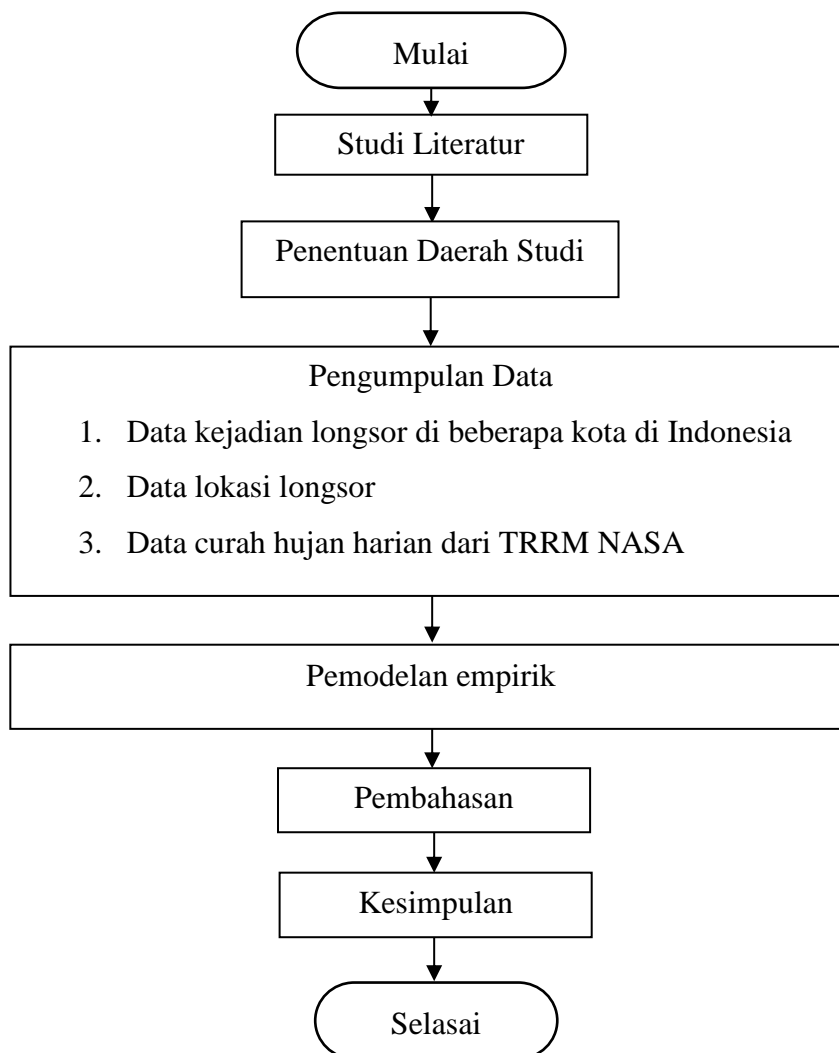 Mulai
Studi Literatur
Penentuan Daerah Studi
Pengumpulan Data
1. Data kejadian longsor di beberapa kota di Indonesia
2. Data lokasi longsor
3. Data curah hujan harian dari TRRM NASA
Pemodelan empirik
Pembahasan
Kesimpulan
Selasai